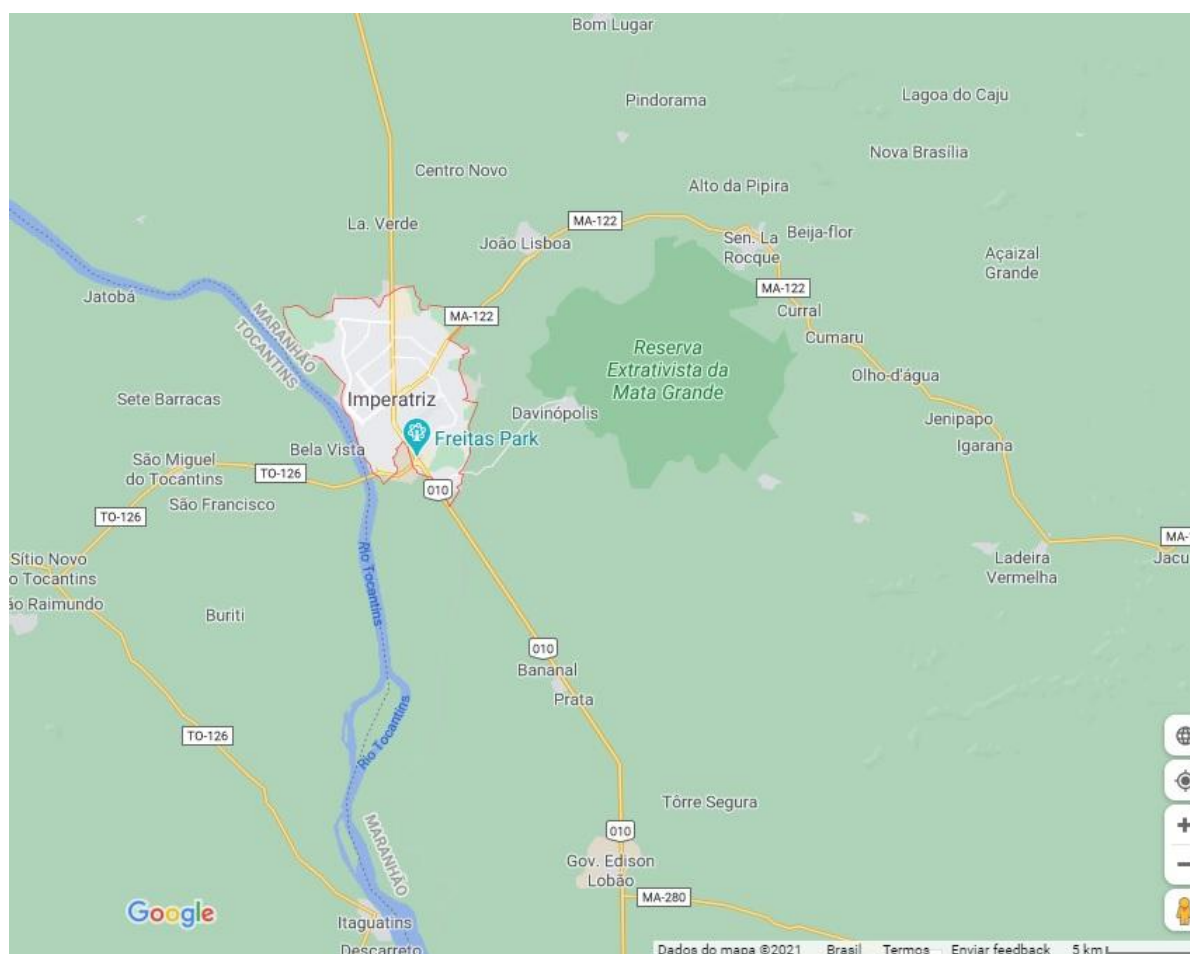 Bom Lugar
Pindorama
Lagoa do Caju
Nova Brasília
Centro Novo
Alto da Pipira
La. Verde
MA-122
João Lisboa
Sen. La
Rocque
Beija-flor
Açaizal
Grande
Jatobá
MARANHÃO
TOCANTINS
MA-122
MA-122
Curral
Cumaru
Reserva
Extrativista da
Mata Grande
Olho-d'água
Sete Barracas
Imperatriz
Davinópolis
Jenipapo
Freitas Park
Igarana
Bela Vista
São Miguel
do Tocantins
TO-126
010
São Francisco
TO-126
Rio Tocantins
Sítio Novo
o Tocantins
ão Raimundo
MA-
Ladeira
Vermelha
Jacu
Buriti
010
Bananal
Prata
Rio Tocantins
TO-126
Tôrre Segura
010
MARANHÃO
Gov. Edison
Lobão
MA-280
Google
Itaguatins
Descarreto
Dados do mapa ©2021 Brasil Termos Enviar feedback 5 km